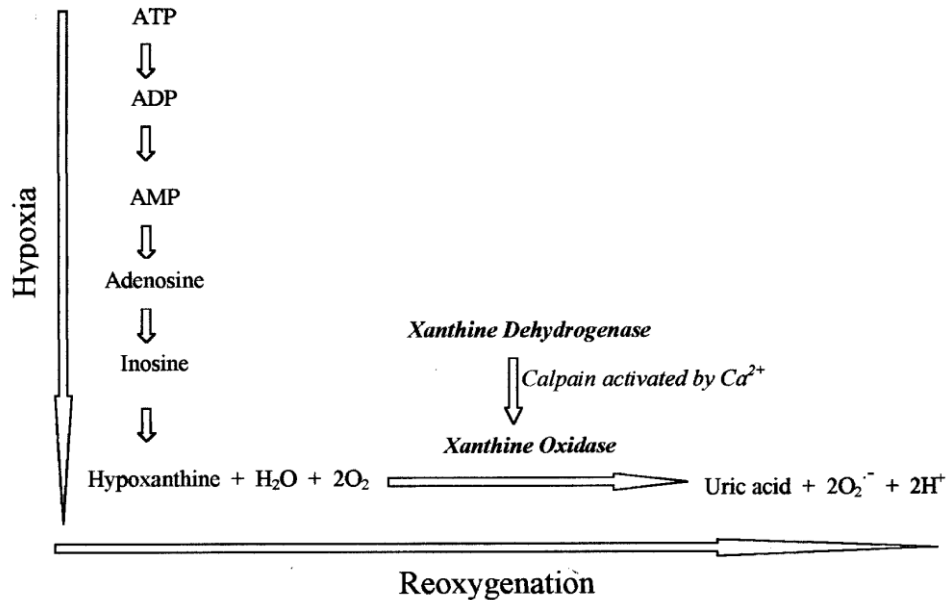 ATP
ADP
AMP
Adenosine
Inosine
Hypoxia
Xanthine Dehydrogenase
Calpain activated by Ca²⁺
Xanthine Oxidase
Hypoxanthine + H₂O + 2O₂
Uric acid + 2O₂˙⁻ + 2H⁺
Reoxygenation